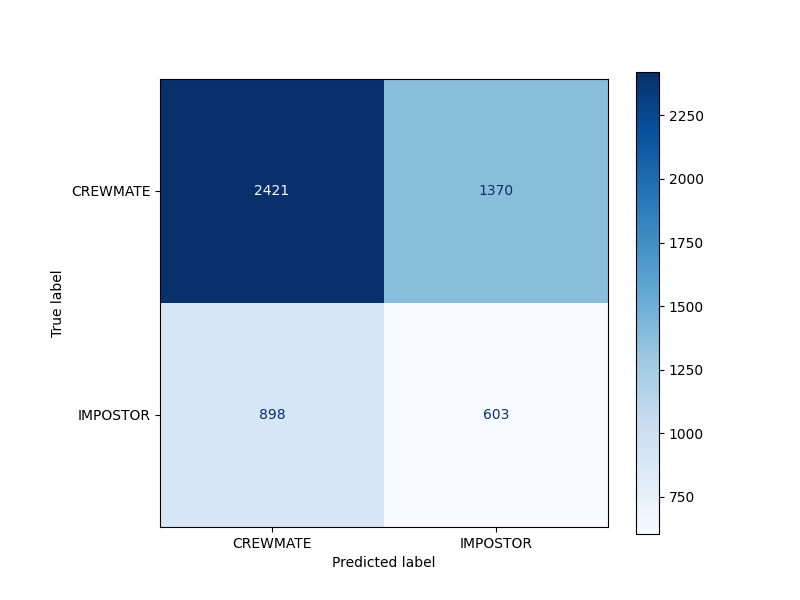 2250
2000
CREWMATE 2421 1370
1750
True label
1500
1250
IMPOSTOR 898 603
1000
750
CREWMATE IMPOSTOR
Predicted label